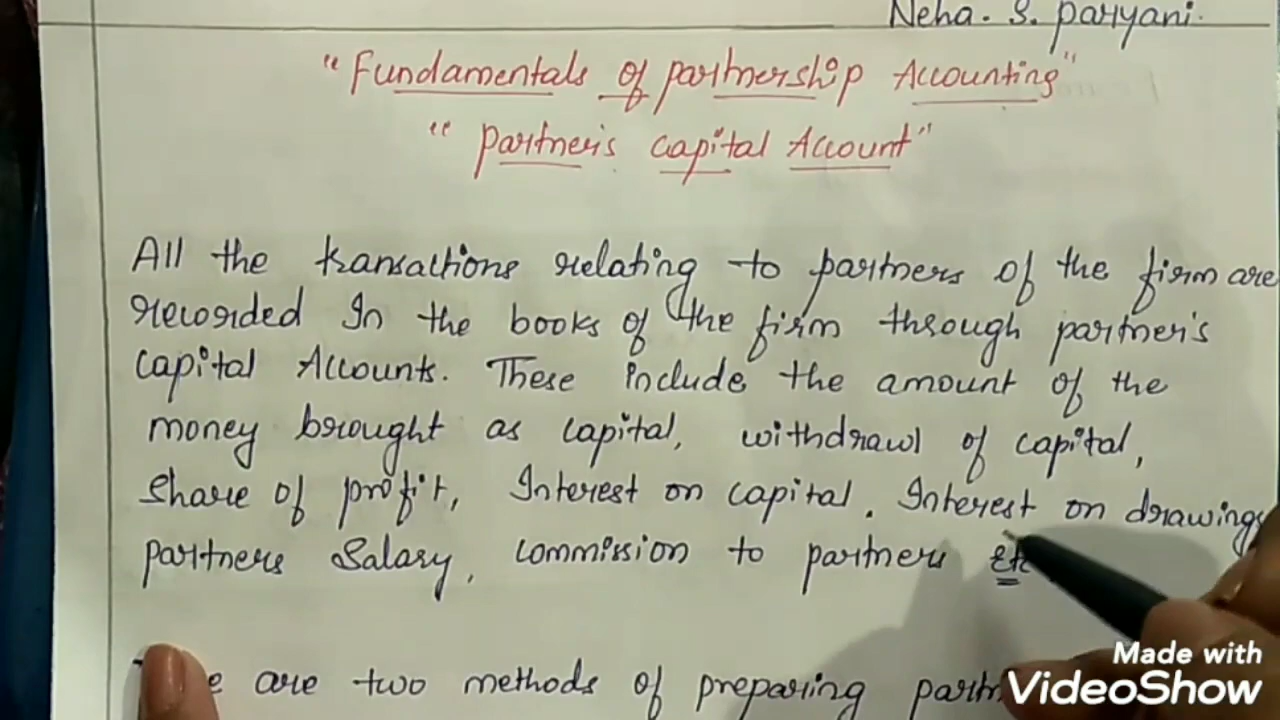 Neha. S. Paryani.
"Fundamentals of partnership Accounting"
"Partner's Capital Account"
All the transactions relating to partners of the firm are
recorded In the books of the firm through partner's
Capital Accounts. These include the amount of the
money brought as capital, withdrawl of capital,
Share of profit, Interest on capital. Interest on drawings
partners Salary, Commission to partners
are two methods of preparing
Made with
VideoShow